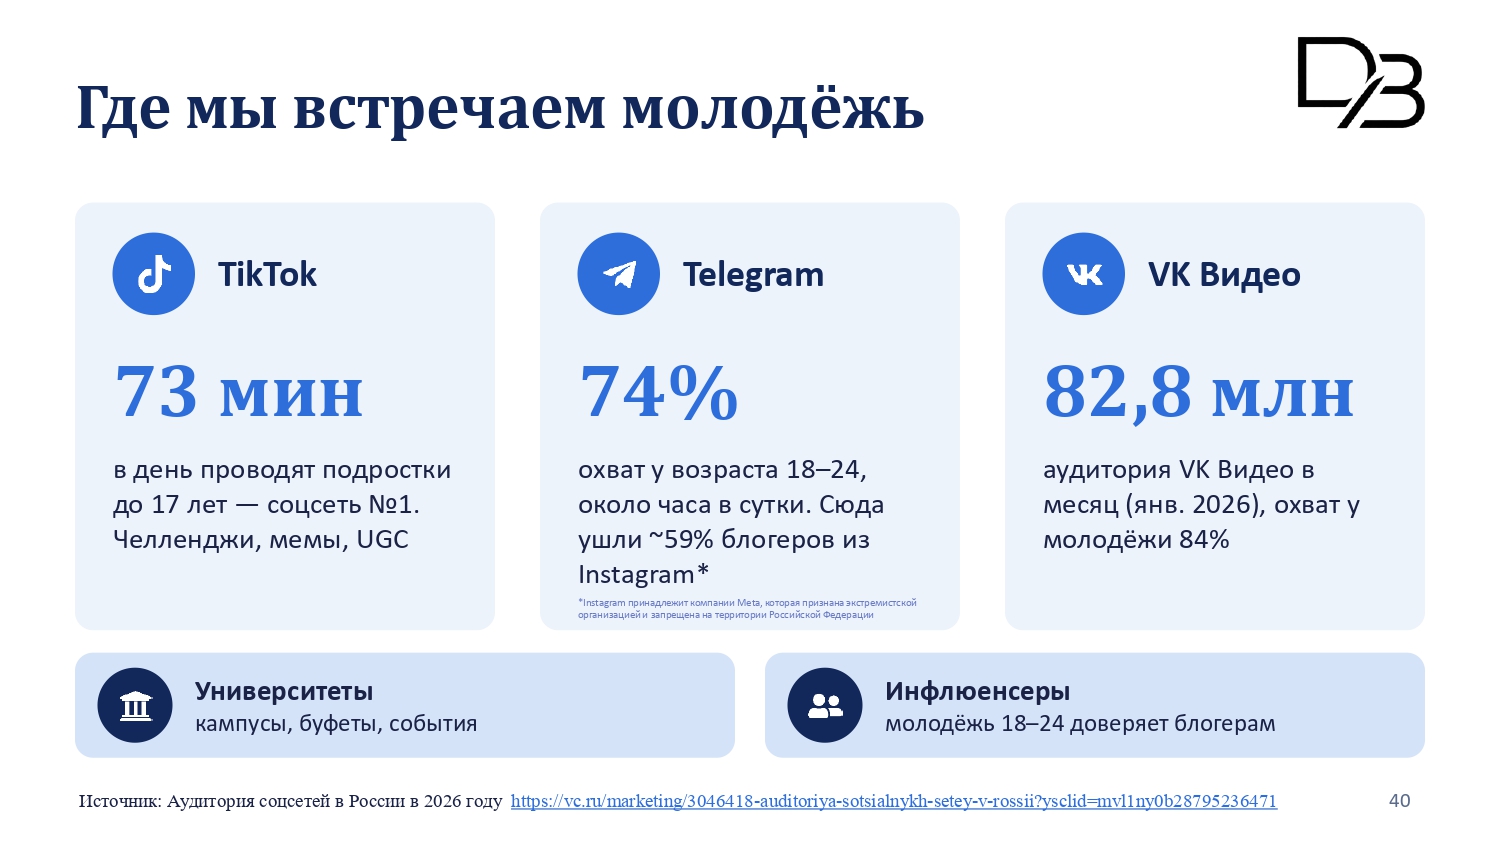 Где мы встречаем молодёжь
DB
TikTok
73 мин
в день проводят подростки
до 17 лет — соцсеть №1.
Челленджи, мемы, UGC
Telegram
74%
охват у возраста 18–24,
около часа в сутки. Сюда
ушли ~59% блогеров из
Instagram*
*Instagram принадлежит компании Meta, которая признана экстремистской
организацией и запрещена на территории Российской Федерации
VK Видео
82,8 млн
аудитория VK Видео в
месяц (янв. 2026), охват у
молодёжи 84%
Университеты
кампусы, буфеты, события
Инфлюенсеры
молодёжь 18–24 доверяет блогерам
Источник: Аудитория соцсетей в России в 2026 году https://vc.ru/marketing/3046418-auditoriya-sotsialnykh-setey-v-rossii?ysclid=mvl1ny0b28795236471
40